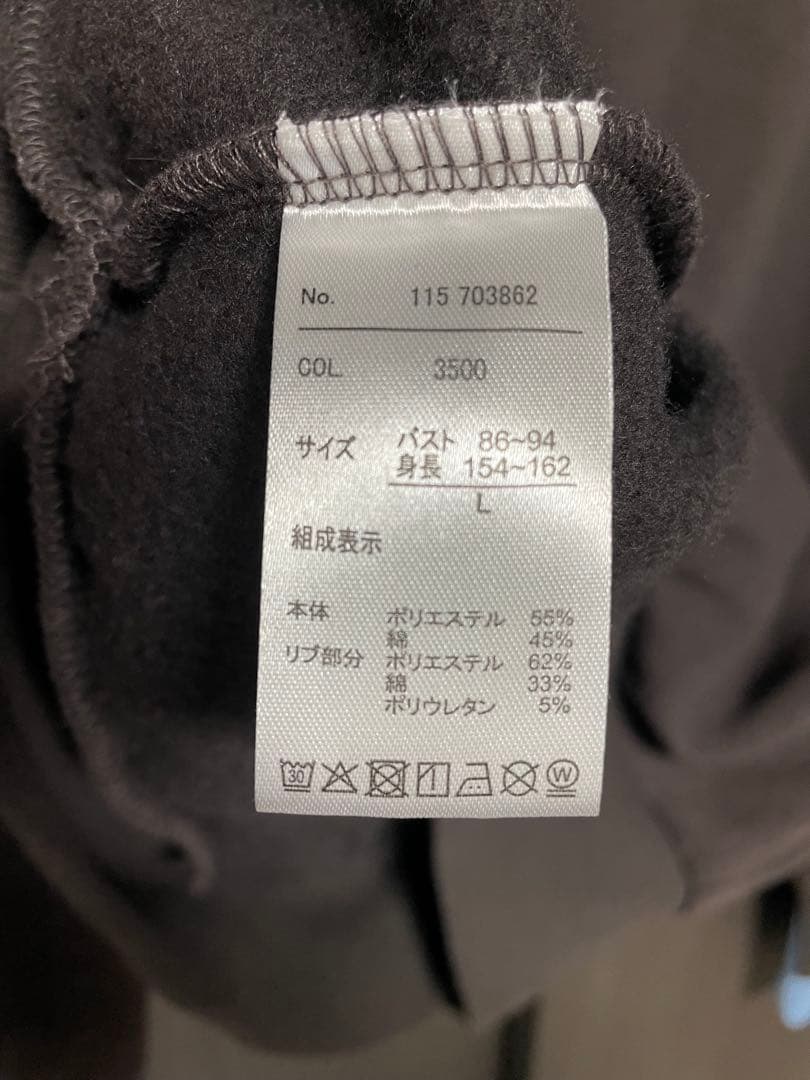 No. 115 703862
COL. 3500
サイズ バスト 86~94
身長 154~162
L
組成表示
本体 ポリエステル 55%
綿 45%
リブ部分 ポリエステル 62%
綿 33%
ポリウレタン 5%
30 W